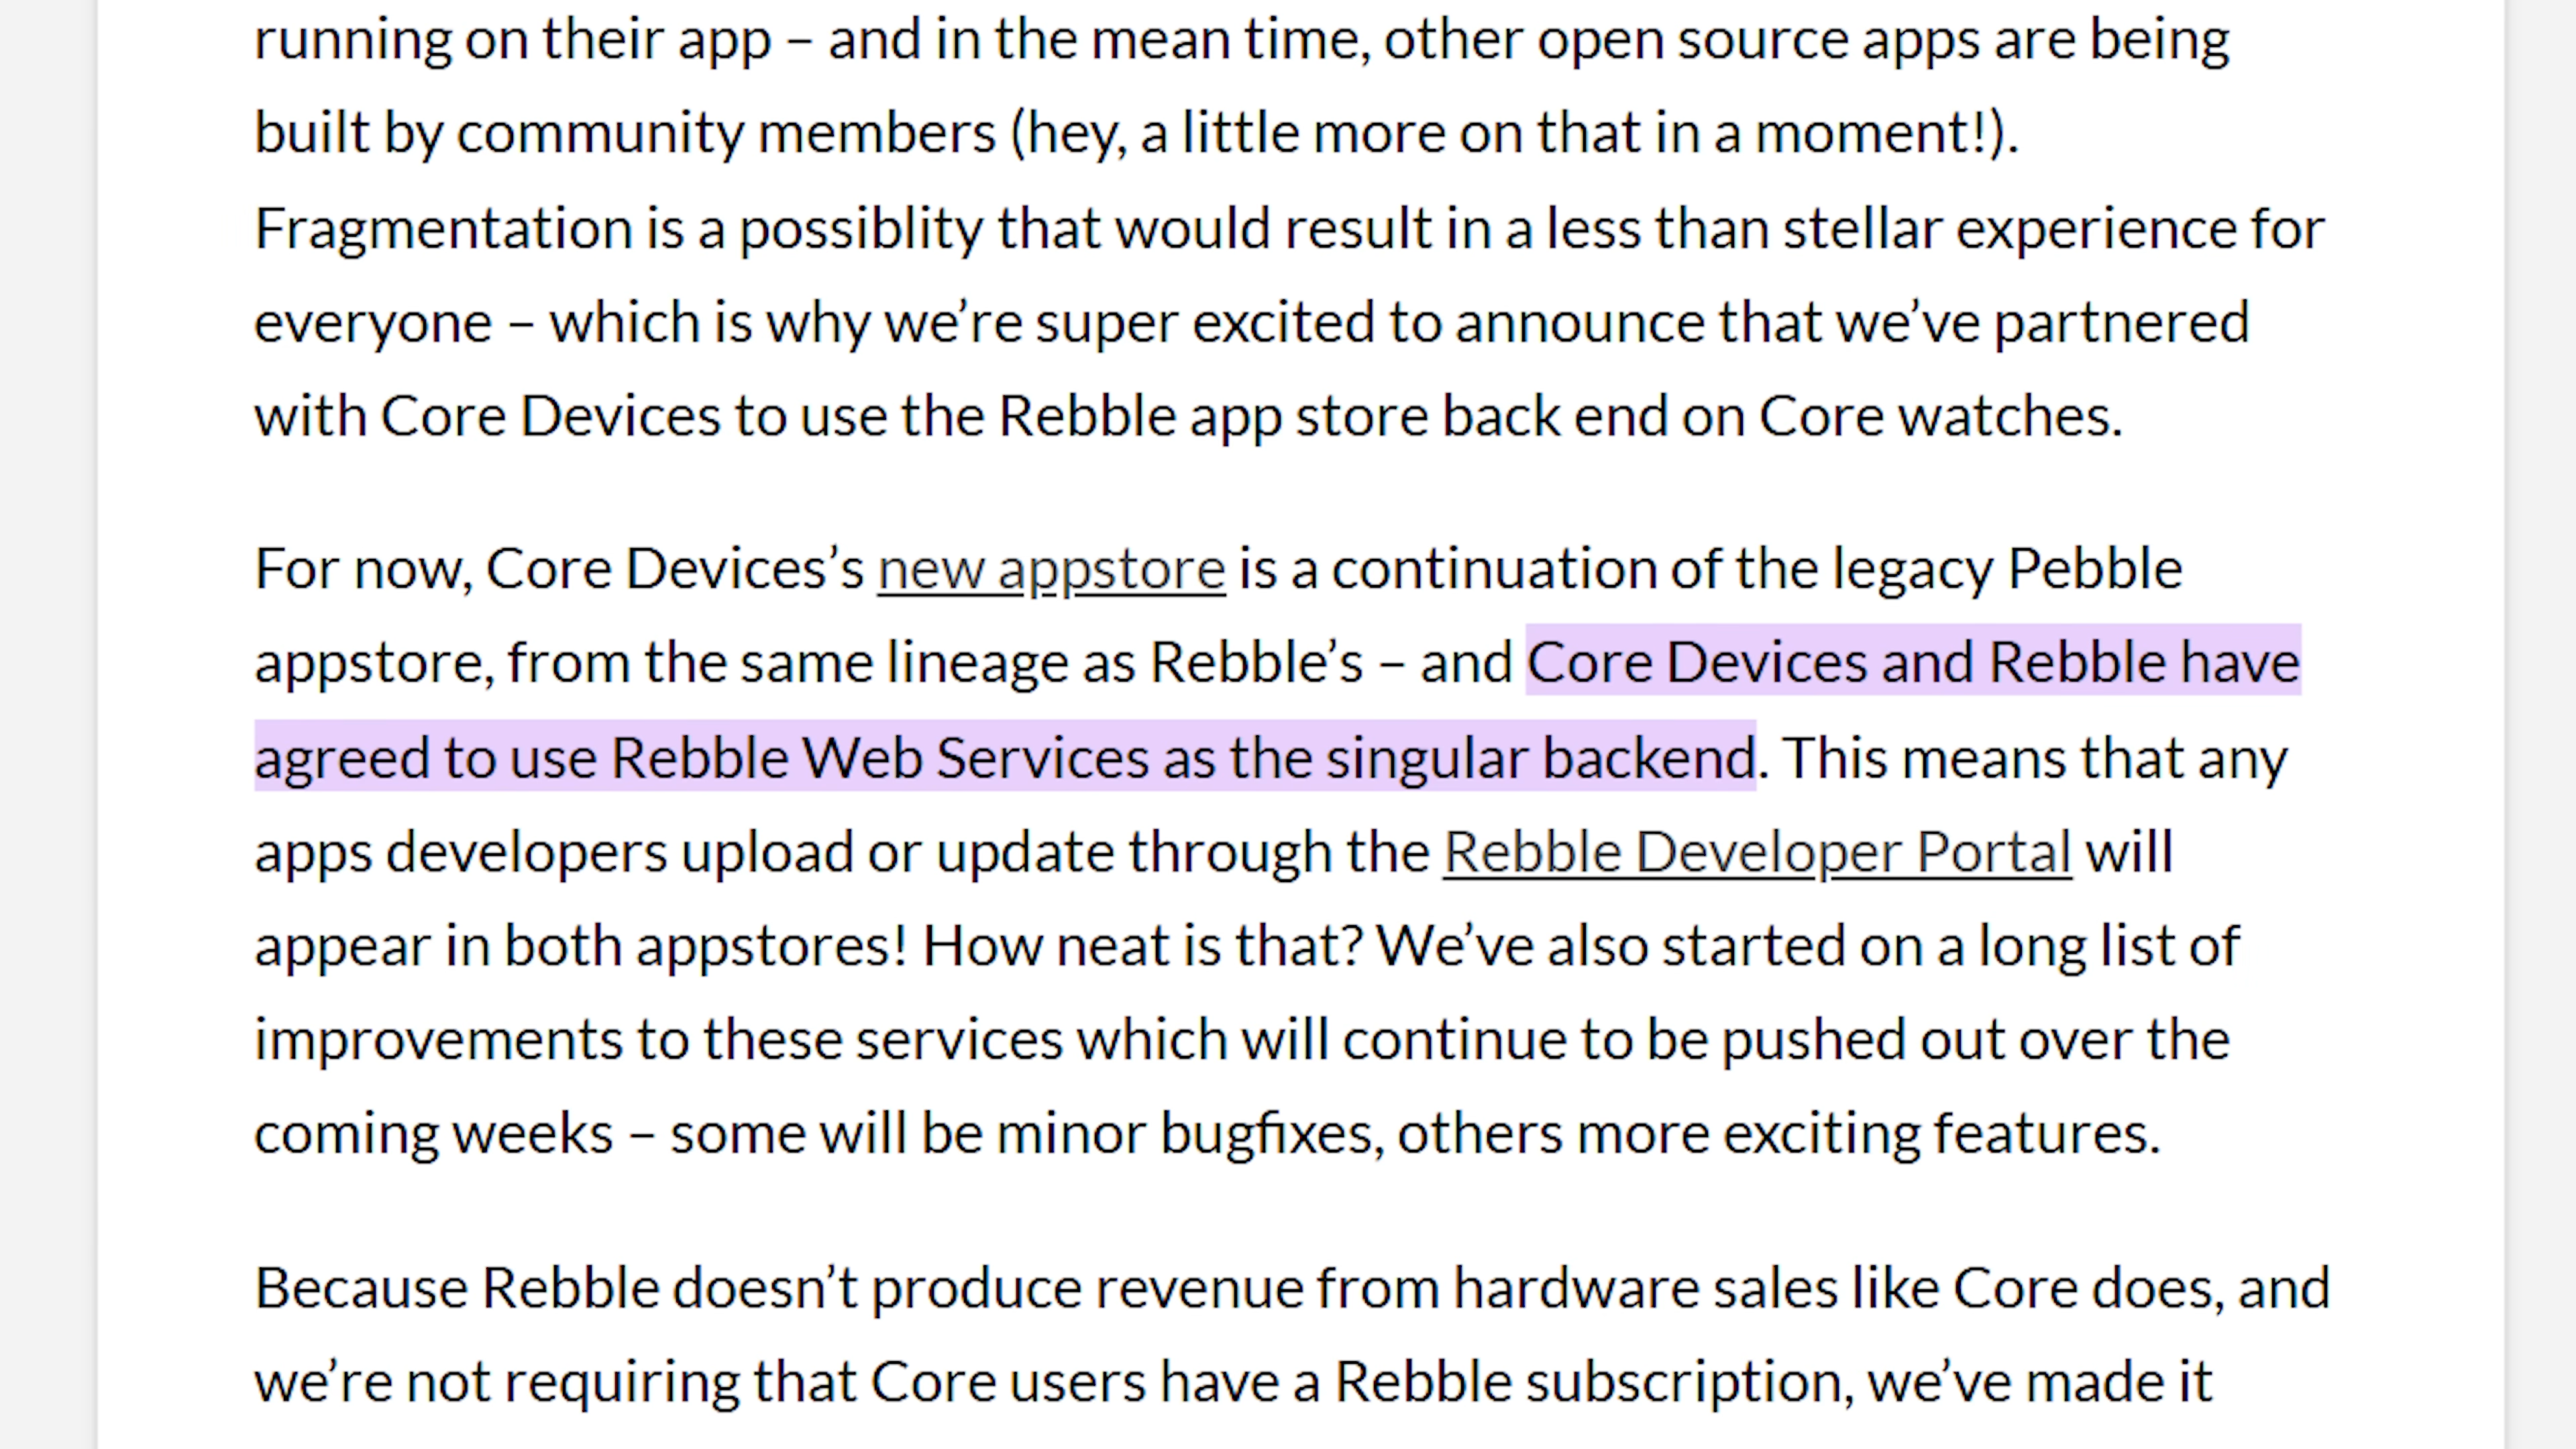 running on their app – and in the mean time, other open source apps are being
built by community members (hey, a little more on that in a moment!).
Fragmentation is a possiblity that would result in a less than stellar experience for
everyone – which is why we’re super excited to announce that we’ve partnered
with Core Devices to use the Rebble app store back end on Core watches.
For now, Core Devices’s new appstore is a continuation of the legacy Pebble
appstore, from the same lineage as Rebble’s – and Core Devices and Rebble have
agreed to use Rebble Web Services as the singular backend. This means that any
apps developers upload or update through the Rebble Developer Portal will
appear in both appstores! How neat is that? We’ve also started on a long list of
improvements to these services which will continue to be pushed out over the
coming weeks – some will be minor bugfixes, others more exciting features.
Because Rebble doesn’t produce revenue from hardware sales like Core does, and
we’re not requiring that Core users have a Rebble subscription, we’ve made it